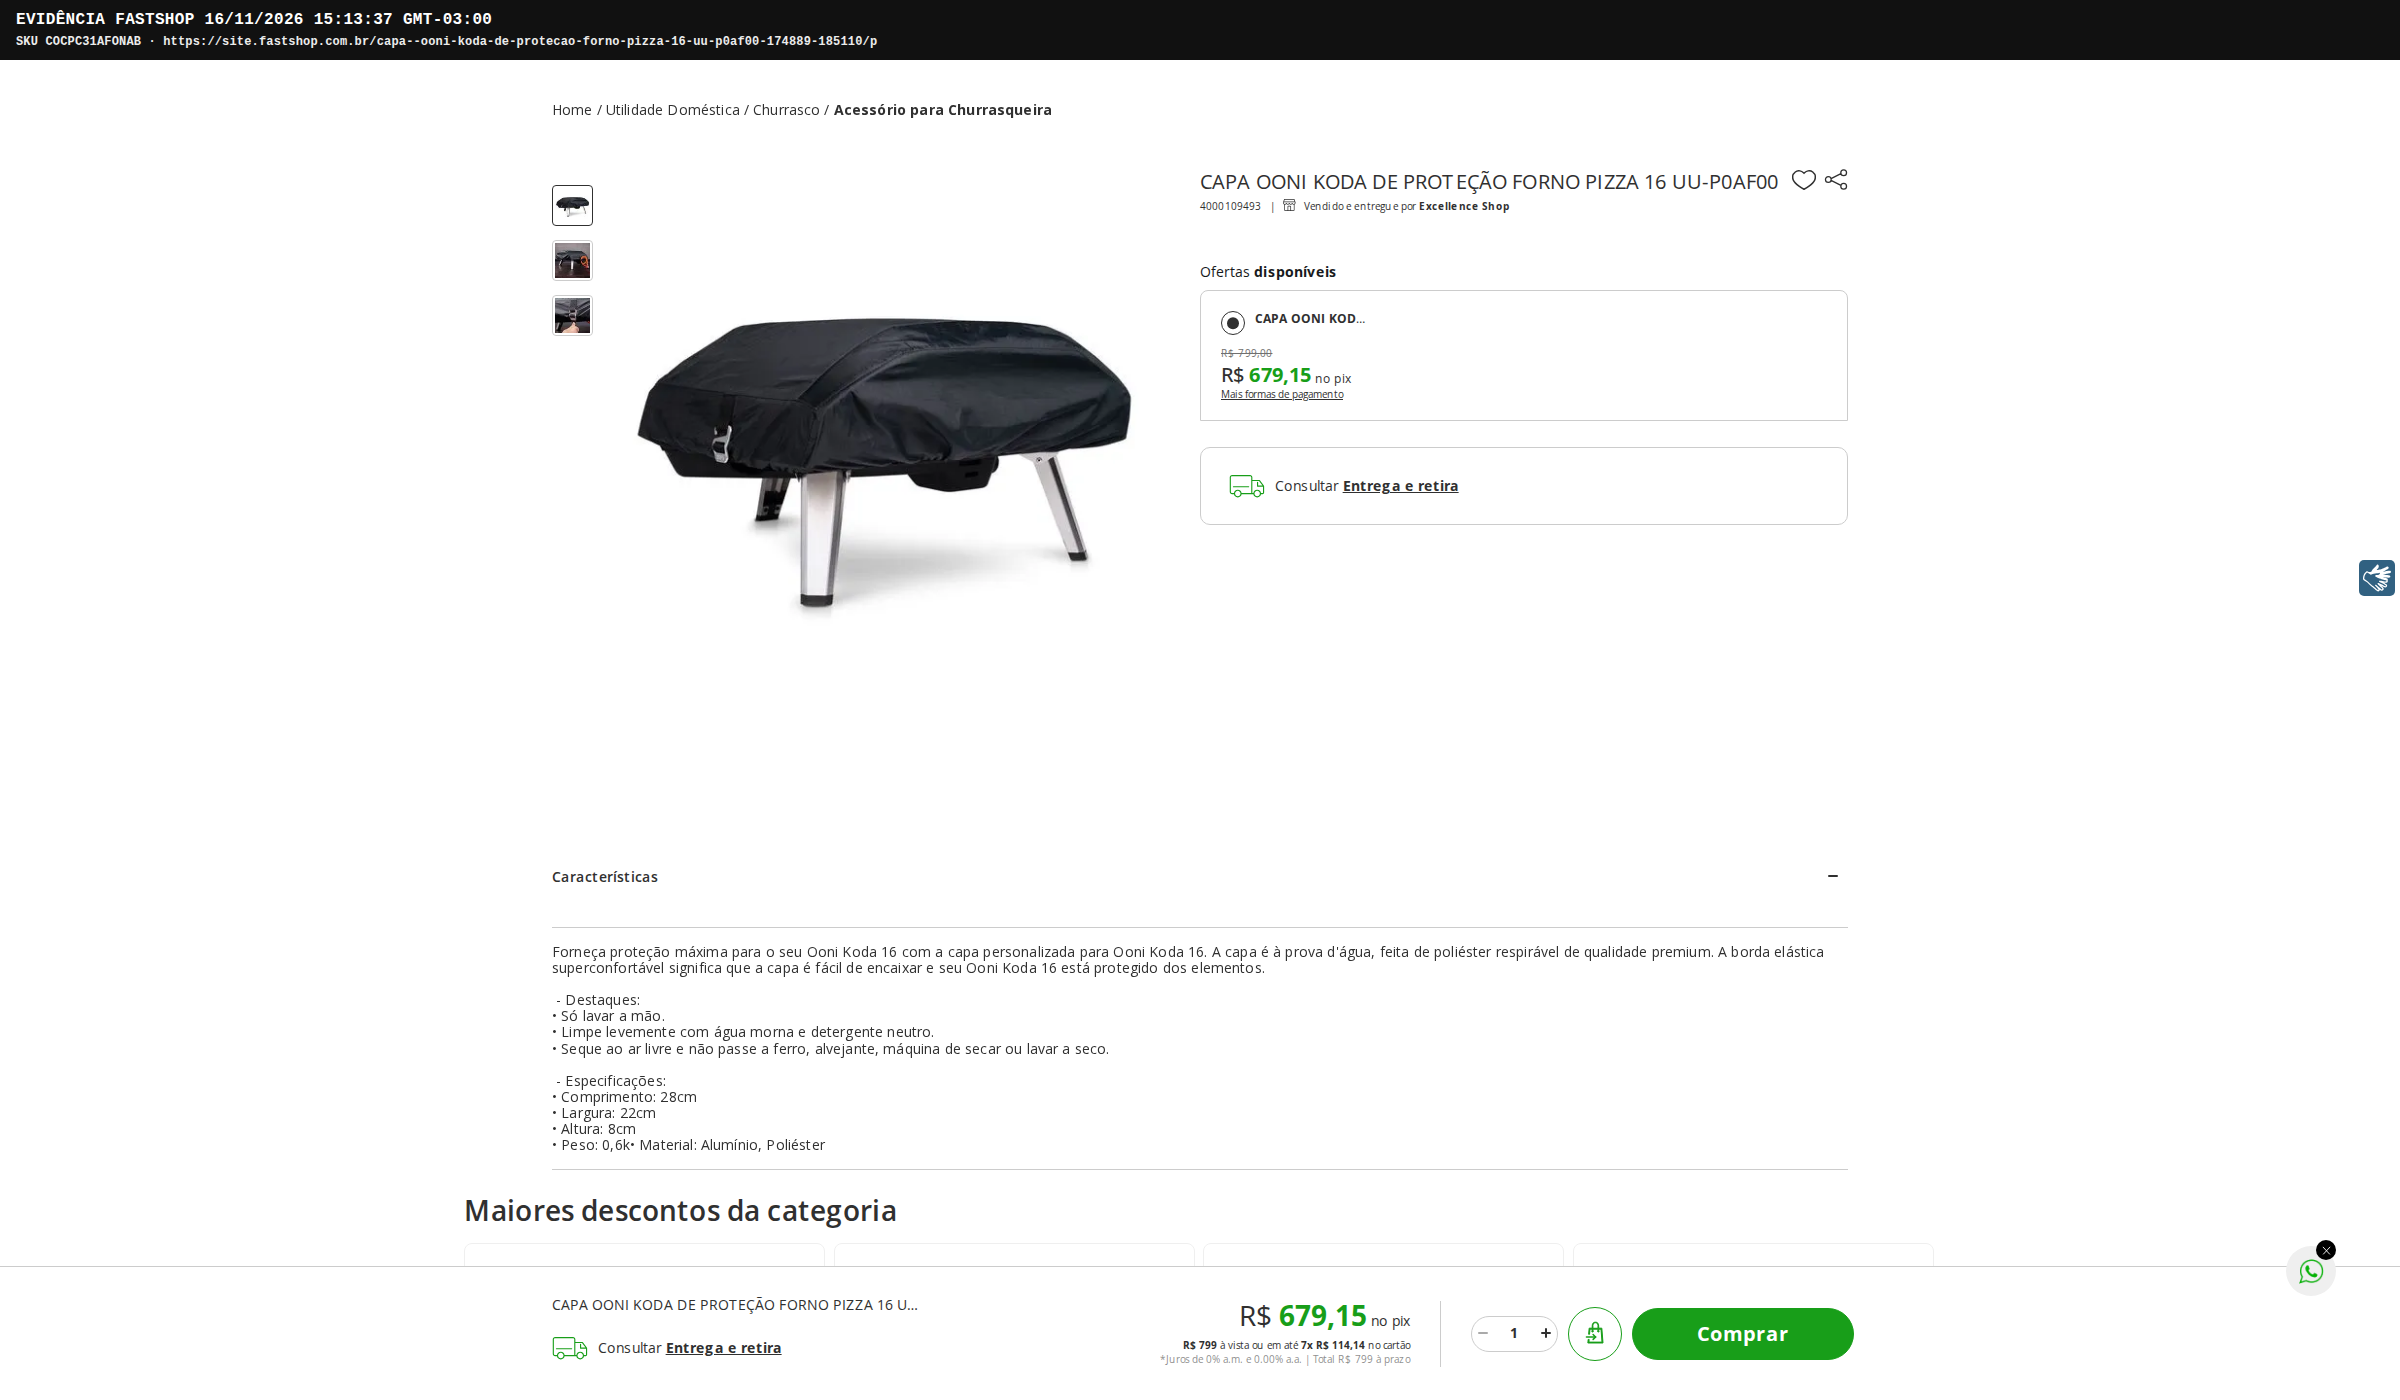 EVIDÊNCIA FASTSHOP 16/11/2026 15:13:37 GMT-03:00
SKU COCPC31AFONAB · https://site.fastshop.com.br/capa--ooni-koda-de-protecao-forno-pizza-16-uu-p0af00-174889-185110/p
Home / Utilidade Doméstica / Churrasco / Acessório para Churrasqueira
CAPA OONI KODA DE PROTEÇÃO FORNO PIZZA 16 UU-P0AF00
4000109493 | Vendido e entregue por Excellence Shop
Ofertas disponíveis
CAPA OONI KOD...
R$ 799,00
R$ 679,15 no pix
Mais formas de pagamento
Consultar Entrega e retira
Características
Forneça proteção máxima para o seu Ooni Koda 16 com a capa personalizada para Ooni Koda 16. A capa é à prova d'água, feita de poliéster respirável de qualidade premium. A borda elástica
superconfortável significa que a capa é fácil de encaixar e seu Ooni Koda 16 está protegido dos elementos.
- Destaques:
• Só lavar a mão.
• Limpe levemente com água morna e detergente neutro.
• Seque ao ar livre e não passe a ferro, alvejante, máquina de secar ou lavar a seco.
- Especificações:
• Comprimento: 28cm
• Largura: 22cm
• Altura: 8cm
• Peso: 0,6k• Material: Alumínio, Poliéster
Maiores descontos da categoria
CAPA OONI KODA DE PROTEÇÃO FORNO PIZZA 16 U...
Consultar Entrega e retira
R$ 679,15 no pix
R$ 799 à vista ou em até 7x R$ 114,14 no cartão
*Juros de 0% a.m. e 0.00% a.a. | Total R$ 799 à prazo
1
Comprar